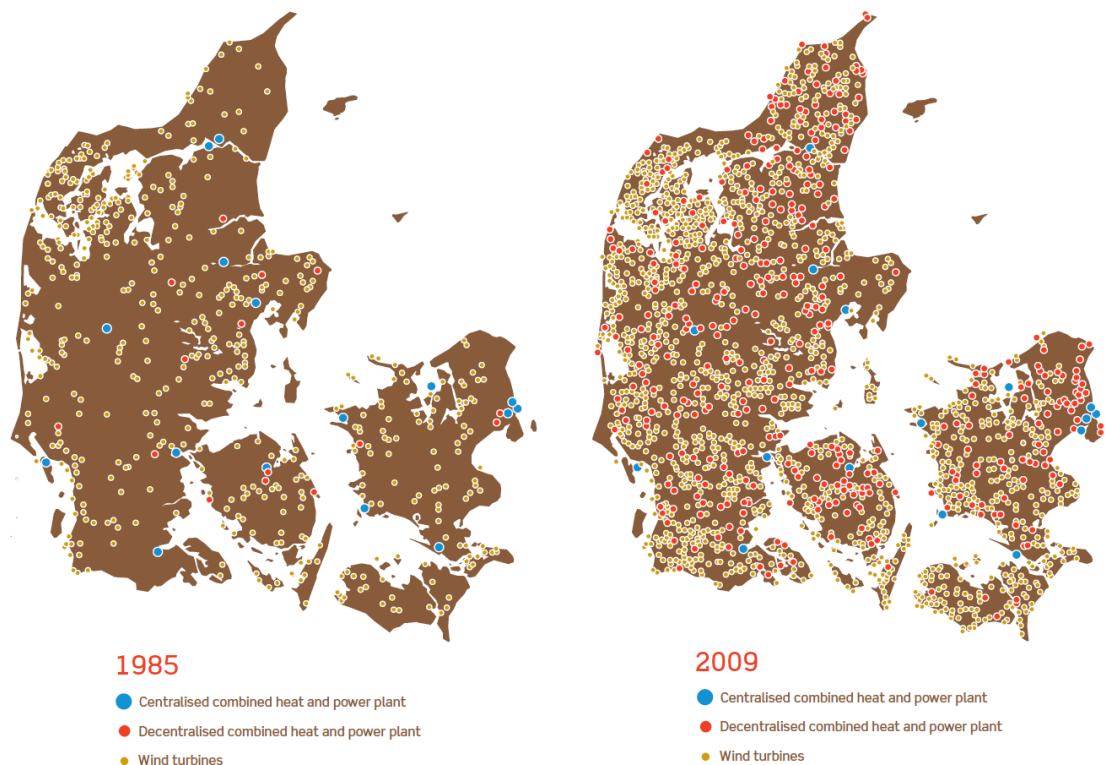 1985
Centralised combined heat and power plant
Decentralised combined heat and power plant
Wind turbines
2009
Centralised combined heat and power plant
Decentralised combined heat and power plant
Wind turbines